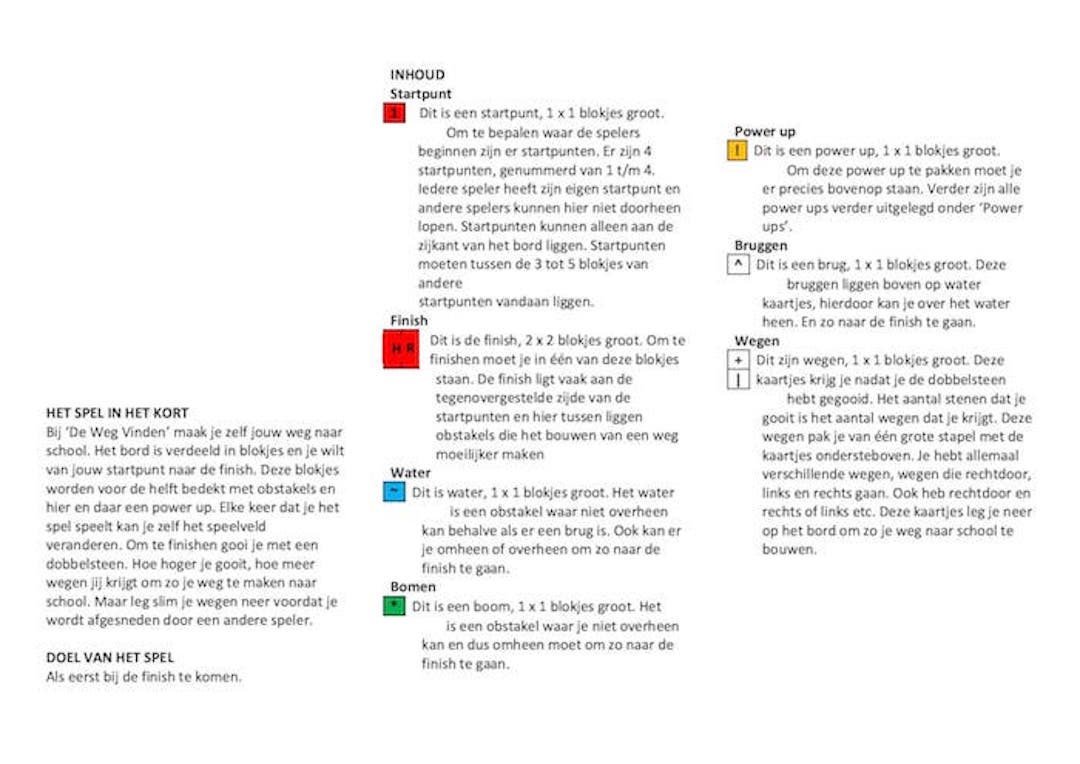 HET SPEL IN HET KORT
Bij ‘De Weg Vinden’ maak je zelf jouw weg naar
school. Het bord is verdeeld in blokjes en je wilt
van jouw startpunt naar de finish. Deze blokjes
worden voor de helft bedekt met obstakels en
hier en daar een power up. Elke keer dat je het
spel speelt kan je zelf het speelveld
veranderen. Om te finishen gooi je met een
dobbelsteen. Hoe hoger je gooit, hoe meer
wegen jij krijgt om zo je weg te maken naar
school. Maar leg slim je wegen neer voordat je
wordt afgesneden door een andere speler.
DOEL VAN HET SPEL
Als eerst bij de finish te komen.
INHOUD
Startpunt
1 Dit is een startpunt, 1 x 1 blokjes groot.
Om te bepalen waar de spelers
beginnen zijn er startpunten. Er zijn 4
startpunten, genummerd van 1 t/m 4.
Iedere speler heeft zijn eigen startpunt en
andere spelers kunnen hier niet doorheen
lopen. Startpunten kunnen alleen aan de
zijkant van het bord liggen. Startpunten
moeten tussen de 3 tot 5 blokjes van
andere
startpunten vandaan liggen.
Finish
H R Dit is de finish, 2 x 2 blokjes groot. Om te
finishen moet je in één van deze blokjes
staan. De finish ligt vaak aan de
tegenovergestelde zijde van de
startpunten en hier tussen liggen
obstakels die het bouwen van een weg
moeilijker maken
Water
~ Dit is water, 1 x 1 blokjes groot. Het water
is een obstakel waar niet overheen
kan behalve als er een brug is. Ook kan er
je omheen of overheen om zo naar de
finish te gaan.
Bomen
* Dit is een boom, 1 x 1 blokjes groot. Het
is een obstakel waar je niet overheen
kan en dus omheen moet om zo naar de
finish te gaan.
Power up
! Dit is een power up, 1 x 1 blokjes groot.
Om deze power up te pakken moet je
er precies bovenop staan. Verder zijn alle
power ups verder uitgelegd onder ‘Power
ups’.
Bruggen
^ Dit is een brug, 1 x 1 blokjes groot. Deze
bruggen liggen boven op water
kaartjes, hierdoor kan je over het water
heen. En zo naar de finish te gaan.
Wegen
+ Dit zijn wegen, 1 x 1 blokjes groot. Deze
| kaartjes krijg je nadat je de dobbelsteen
hebt gegooid. Het aantal stenen dat je
gooit is het aantal wegen dat je krijgt. Deze
wegen pak je van één grote stapel met de
kaartjes ondersteboven. Je hebt allemaal
verschillende wegen, wegen die rechtdoor,
links en rechts gaan. Ook heb rechtdoor en
rechts of links etc. Deze kaartjes leg je neer
op het bord om zo je weg naar school te
bouwen.